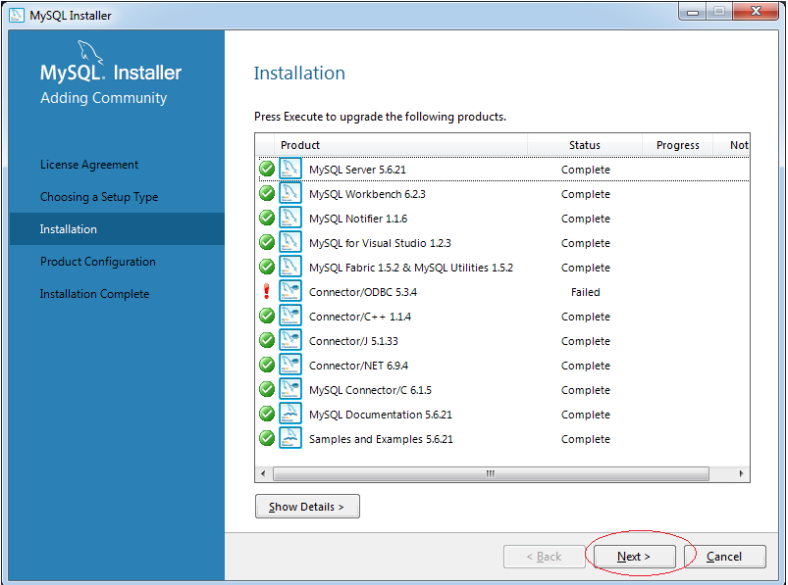 MySQL Installer
MySQL. Installer
Adding Community
License Agreement
Choosing a Setup Type
Installation
Product Configuration
Installation Complete
Installation
Press Execute to upgrade the following products.
Product Status Progress Not
MySQL Server 5.6.21 Complete
MySQL Workbench 6.2.3 Complete
MySQL Notifier 1.1.6 Complete
MySQL for Visual Studio 1.2.3 Complete
MySQL Fabric 1.5.2 & MySQL Utilities 1.5.2 Complete
Connector/ODBC 5.3.4 Failed
Connector/C++ 1.1.4 Complete
Connector/J 5.1.33 Complete
Connector/NET 6.9.4 Complete
MySQL Connector/C 6.1.5 Complete
MySQL Documentation 5.6.21 Complete
Samples and Examples 5.6.21 Complete
Show Details >
< Back Next > Cancel